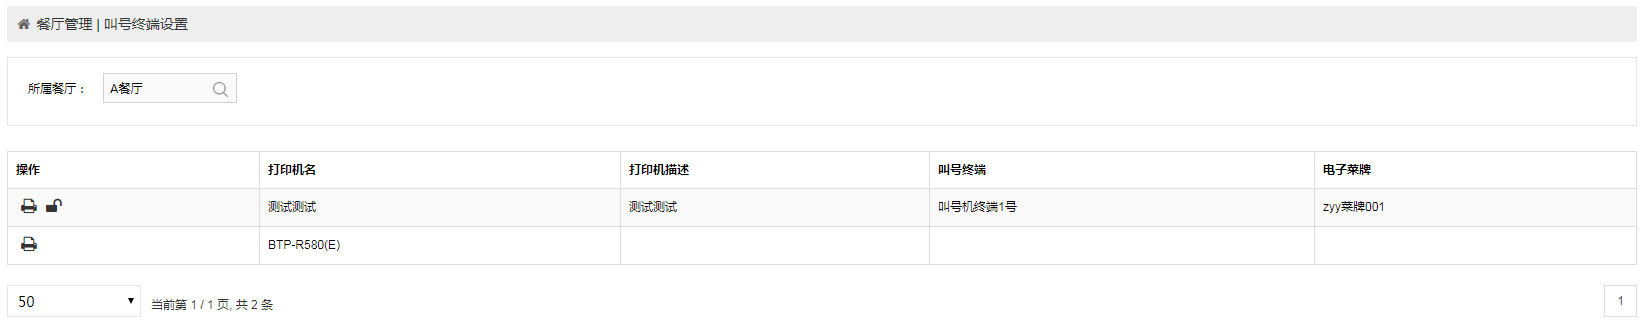 餐厅管理 | 叫号终端设置
所属餐厅： A餐厅
操作 打印机名 打印机描述 叫号终端 电子菜牌
测试测试 测试测试 叫号机终端1号 zyy菜牌001
BTP-R580(E)
50 当前第 1 / 1 页, 共 2 条 1